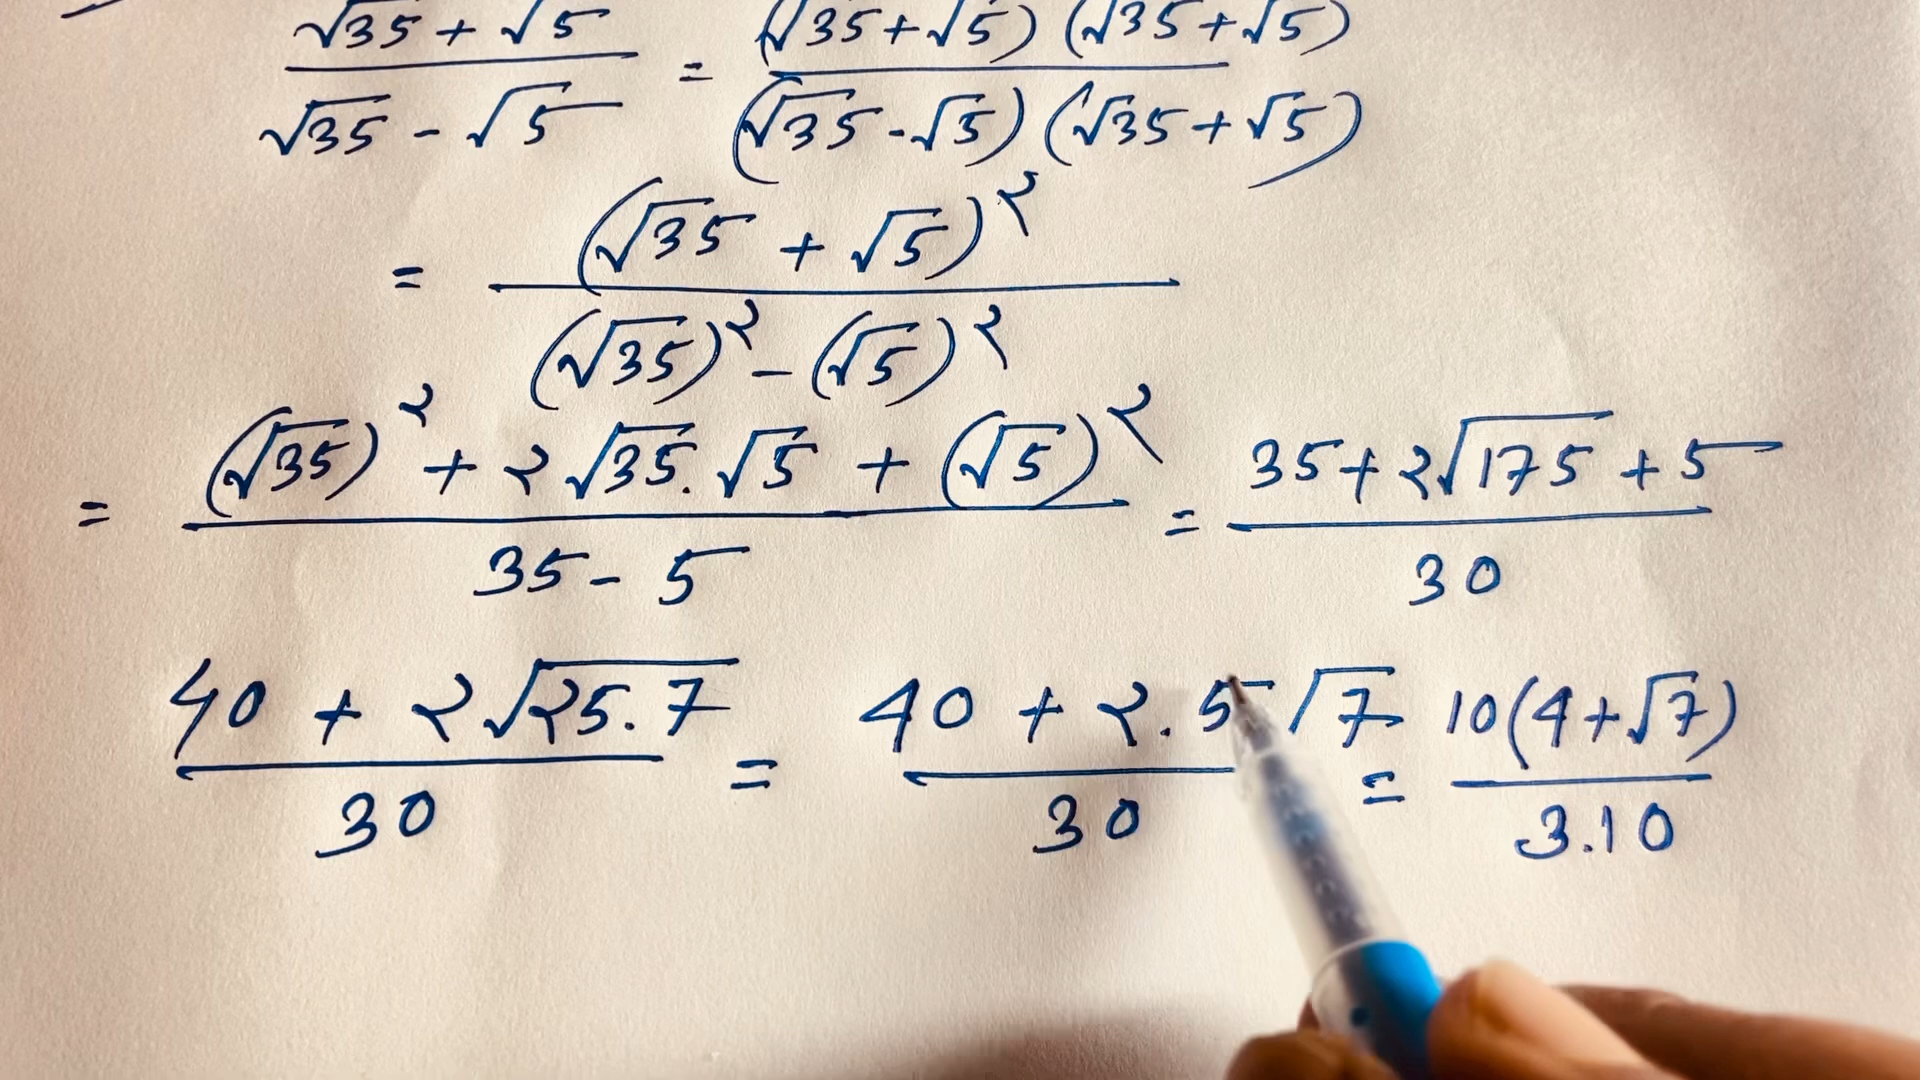 (√35 + √5)/(√35 - √5) = ((√35 + √5) (√35 + √5))/((√35 - √5) (√35 + √5))
= (√35 + √5)²/((√35)² - (√5)²)
= ((√35)² + 2√35.√5 + (√5)²)/(35 - 5) = (35 + 2√175 + 5)/30
(40 + 2√25.7)/30 = (40 + 2.5√7)/30 = 10(4 + √7)/3.10